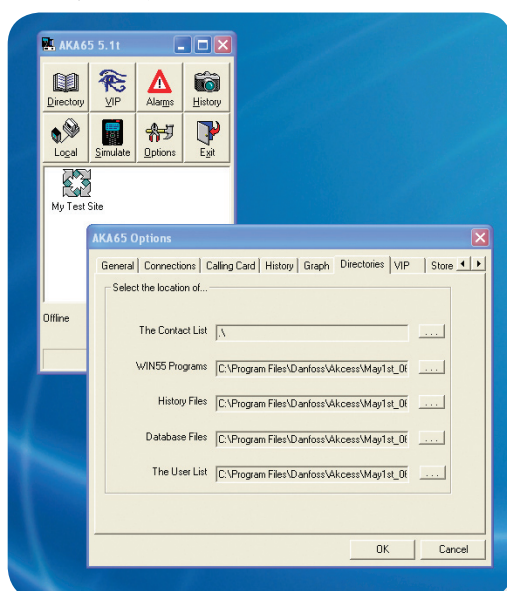 AKA65 5.1t
Directory VIP Alarms History
Local Simulate Options Exit
My Test Site
Offline
AKA65 Options
General Connections Calling Card History Graph Directories VIP Store
Select the location of...
The Contact List .\ ...
WIN55 Programs C:\Program Files\Danfoss\Akcess\May1st_0 ...
History Files C:\Program Files\Danfoss\Akcess\May1st_0 ...
Database Files C:\Program Files\Danfoss\Akcess\May1st_0 ...
The User List C:\Program Files\Danfoss\Akcess\May1st_0 ...
OK Cancel